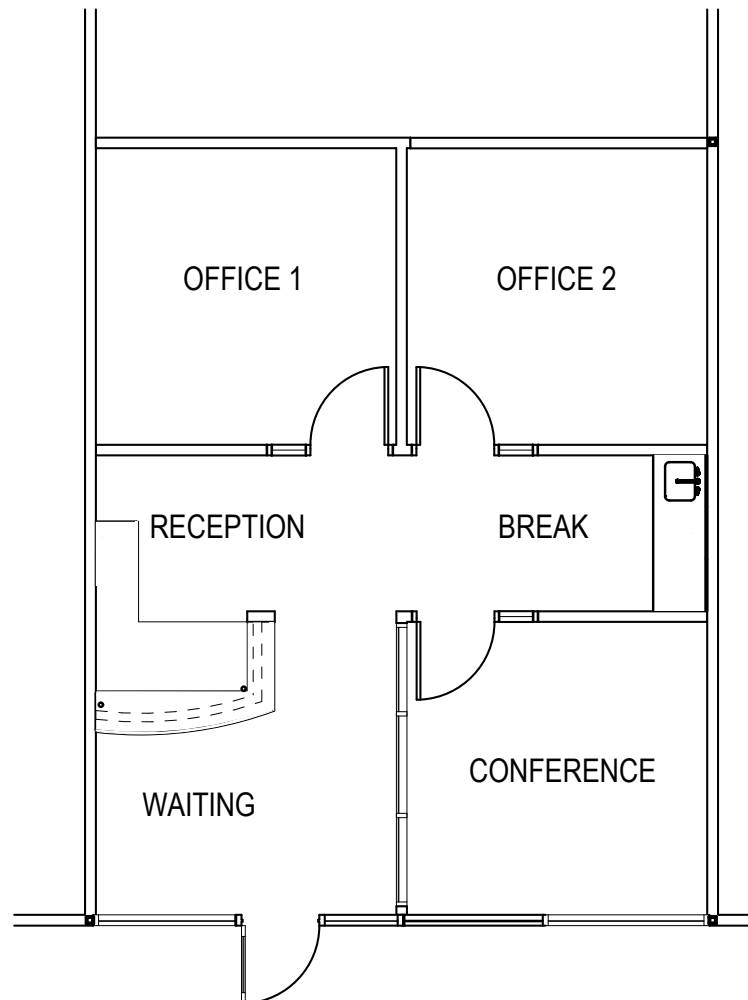 OFFICE 1
OFFICE 2
RECEPTION
BREAK
CONFERENCE
WAITING